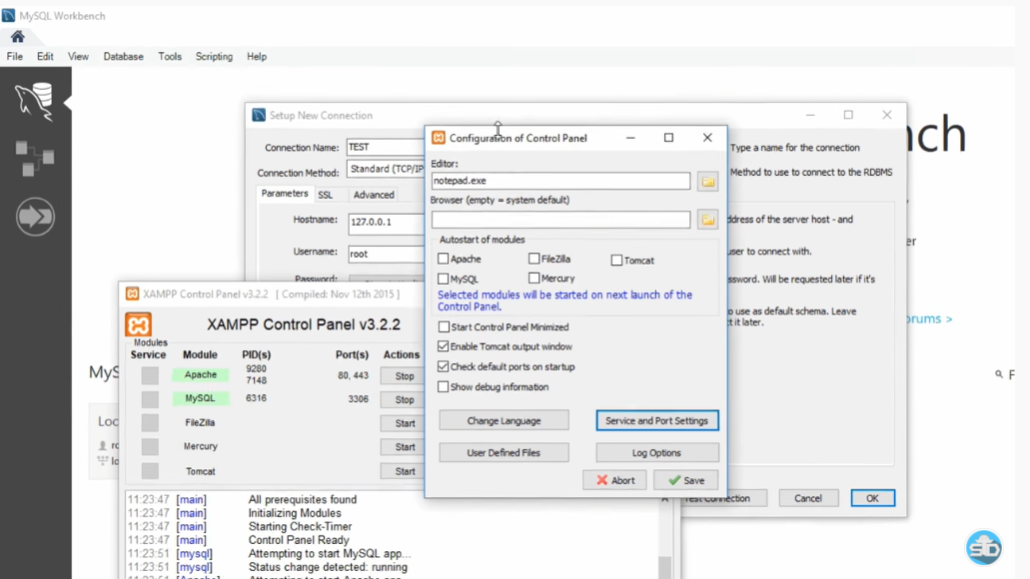 MySQL Workbench
File Edit View Database Tools Scripting Help
Setup New Connection
Connection Name: TEST
Type a name for the connection
Connection Method: Standard (TCP/IP
Method to use to connect to the RDBMS
Parameters SSL Advanced
Hostname: 127.0.0.1
ddress of the server host - and
Username: root
user to connect with.
Password:
ssword. Will be requested later if it's
o use as default schema. Leave
t it later.
Test Connection Cancel OK
nch
er
orums >
MyS
Loc
ro
lo
F
Configuration of Control Panel
Editor:
notepad.exe
Browser (empty = system default)
Autostart of modules
Apache FileZilla Tomcat
MySQL Mercury
Selected modules will be started on next launch of the
Control Panel.
Start Control Panel Minimized
Enable Tomcat output window
Check default ports on startup
Show debug information
Change Language Service and Port Settings
User Defined Files Log Options
Abort Save
XAMPP Control Panel v3.2.2 [ Compiled: Nov 12th 2015 ]
XAMPP Control Panel v3.2.2
Modules
Service Module PID(s) Port(s) Actions
Apache 9280 7148 80, 443 Stop
MySQL 6316 3306 Stop
FileZilla Start
Mercury Start
Tomcat Start
11:23:47 [main] All prerequisites found
11:23:47 [main] Initializing Modules
11:23:47 [main] Starting Check-Timer
11:23:47 [main] Control Panel Ready
11:23:51 [mysql] Attempting to start MySQL app...
11:23:51 [mysql] Status change detected: running
11:23:51 [Apache] Attempting to start Apache app